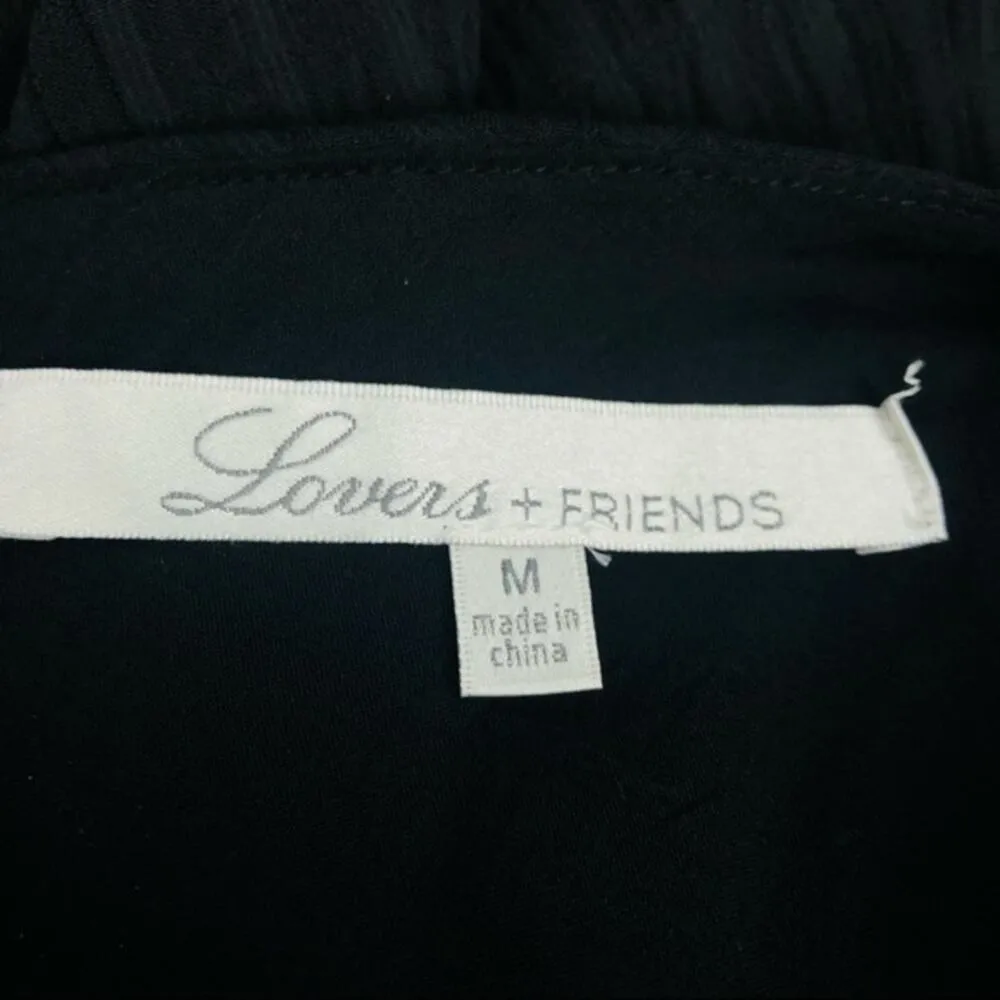 Lovers + FRIENDS
M
made in
china